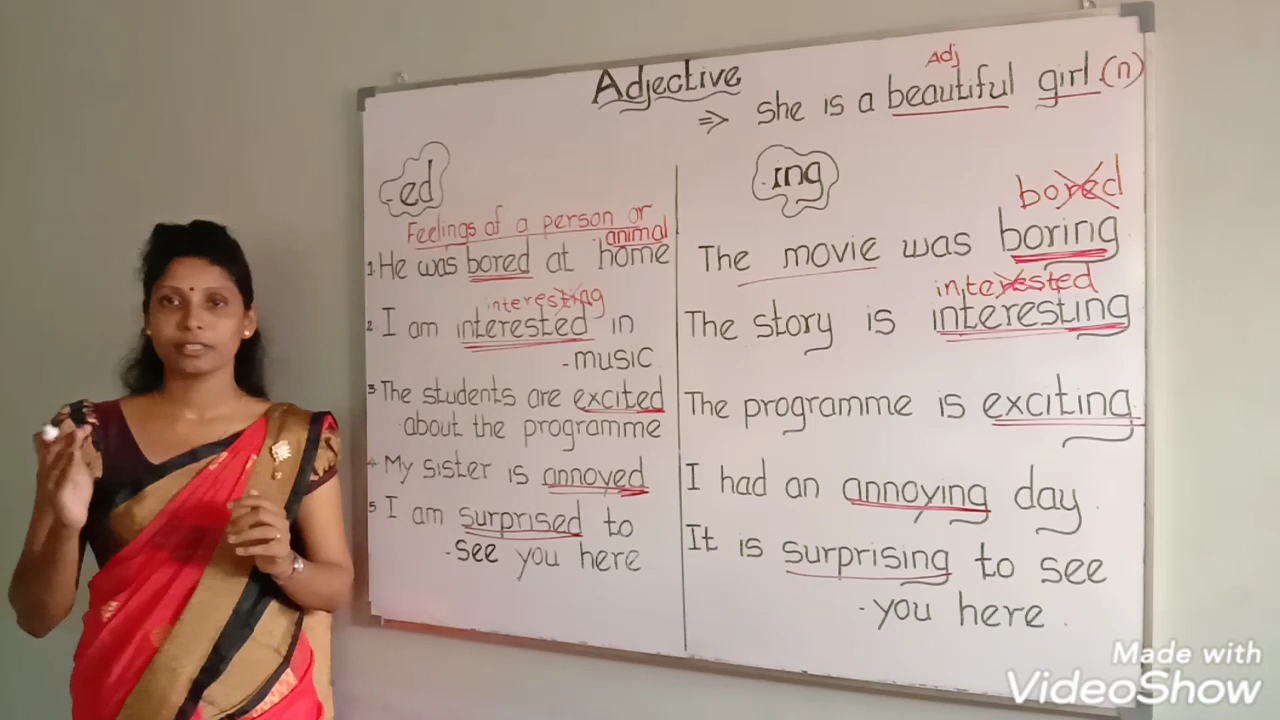 Adjective
Adj
⇒ she is a beautiful girl (n)
-ed
Feelings of a person or
animal
1. He was bored at home
interesting
2 I am interested in
-music
3 The students are excited
about the programme
4 My sister is annoyed
5 I am surprised to
-see you here
.ing
bored
The movie was boring
interested
The story is interesting
The programme is exciting
I had an annoying day.
It is surprising to see
-you here.
Made with
VideoShow